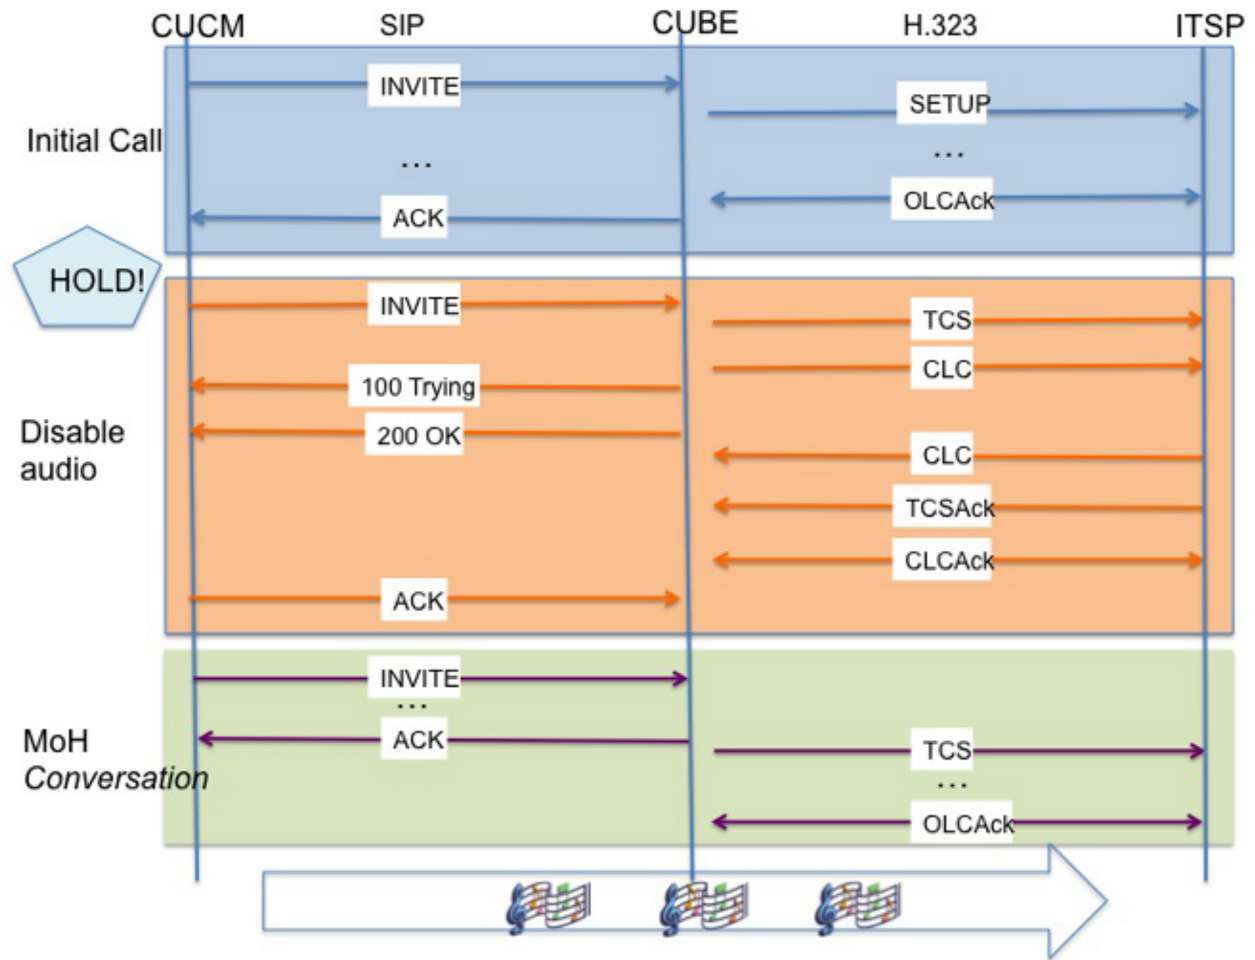 CUCM SIP CUBE H.323 ITSP
INVITE
SETUP
Initial Call
...
...
OLCAck
ACK
HOLD!
INVITE
TCS
CLC
100 Trying
Disable
audio
200 OK
CLC
TCSAck
CLCAck
ACK
INVITE
...
MoH
Conversation
ACK
TCS
...
OLCAck